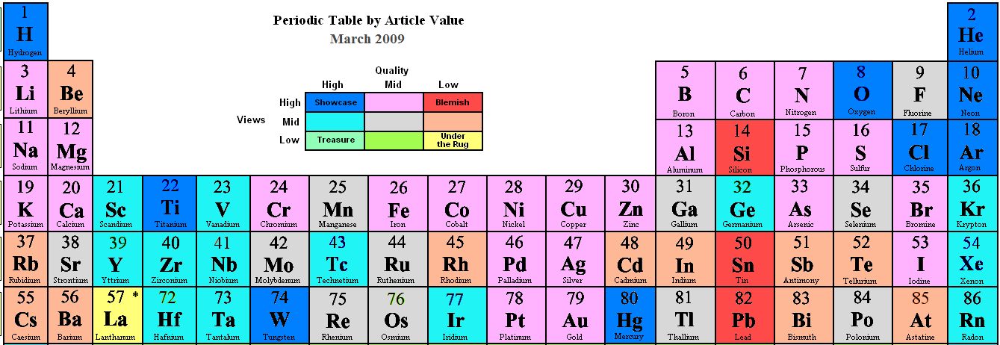 Periodic Table by Article Value
March 2009
Quality
High Mid Low
High Showcase Blemish
Views Mid
Low Treasure Under the Rug
1 2
H He
Hydrogen Helium
3 4 5 6 7 8 9 10
Li Be B C N O F Ne
Lithium Beryllium Boron Carbon Nitrogen Oxygen Fluorine Neon
11 12 13 14 15 16 17 18
Na Mg Al Si P S Cl Ar
Sodium Magnesium Aluminum Silicon Phosphorous Sulfur Chlorine Argon
19 20 21 22 23 24 25 26 27 28 29 30 31 32 33 34 35 36
K Ca Sc Ti V Cr Mn Fe Co Ni Cu Zn Ga Ge As Se Br Kr
Potassium Calcium Scandium Titanium Vanadium Chromium Manganese Iron Cobalt Nickel Copper Zinc Gallium Germanium Arsenic Selenium Bromine Krypton
37 38 39 40 41 42 43 44 45 46 47 48 49 50 51 52 53 54
Rb Sr Y Zr Nb Mo Tc Ru Rh Pd Ag Cd In Sn Sb Te I Xe
Rubidium Strontium Yttrium Zirconium Niobium Molybdenum Technetium Ruthenium Rhodium Palladium Silver Cadmium Indium Tin Antimony Tellurium Iodine Xenon
55 56 57 * 72 73 74 75 76 77 78 79 80 81 82 83 84 85 86
Cs Ba La Hf Ta W Re Os Ir Pt Au Hg Tl Pb Bi Po At Rn
Caesium Barium Lanthanum Hafnium Tantalum Tungsten Rhenium Osmium Iridium Platinum Gold Mercury Thallium Lead Bismuth Polonium Astatine Radon